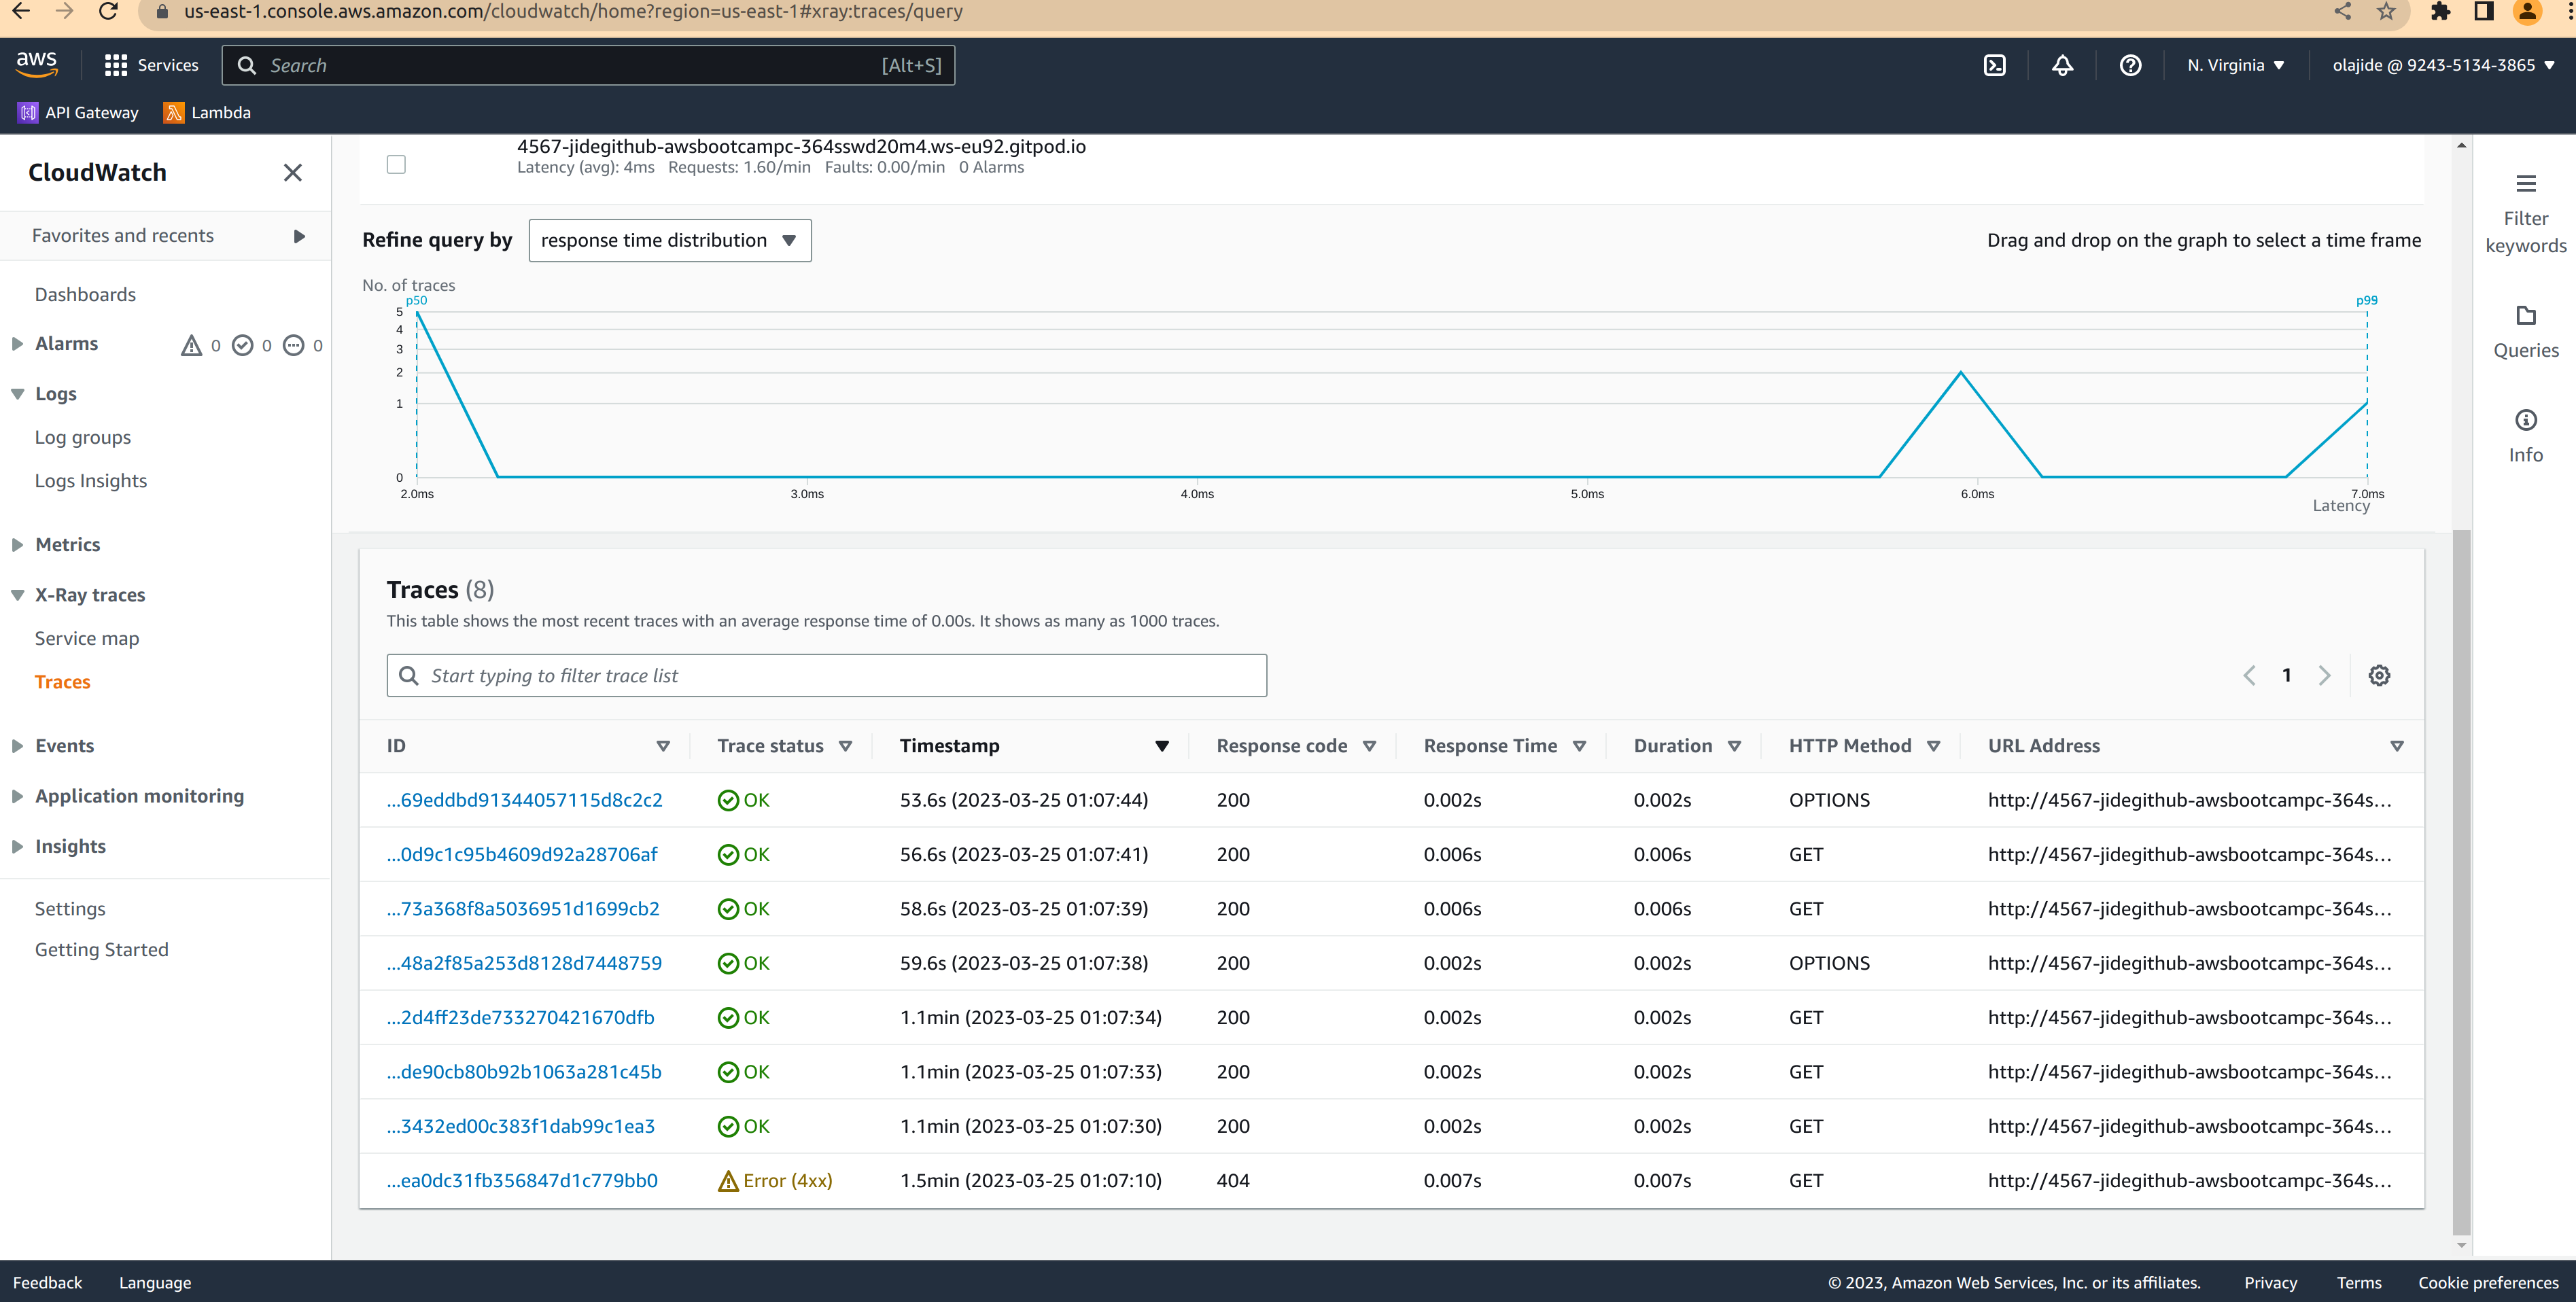 us-east-1.console.aws.amazon.com/cloudwatch/home?region=us-east-1#xray:traces/query
aws Services Search [Alt+S] N. Virginia olajide @ 9243-5134-3865
API Gateway Lambda
CloudWatch
Favorites and recents
Dashboards
Alarms 0 0 0
Logs
Log groups
Logs Insights
Metrics
X-Ray traces
Service map
Traces
Events
Application monitoring
Insights
Settings
Getting Started
4567-jidegithub-awsbootcampc-364sswd20m4.ws-eu92.gitpod.io
Latency (avg): 4ms Requests: 1.60/min Faults: 0.00/min 0 Alarms
Refine query by response time distribution Drag and drop on the graph to select a time frame
No. of traces
p50 p99
5
4
3
2
1
0
2.0ms 3.0ms 4.0ms 5.0ms 6.0ms 7.0ms
Latency
Traces (8)
This table shows the most recent traces with an average response time of 0.00s. It shows as many as 1000 traces.
Start typing to filter trace list 1
ID Trace status Timestamp Response code Response Time Duration HTTP Method URL Address
...69eddbd91344057115d8c2c2 OK 53.6s (2023-03-25 01:07:44) 200 0.002s 0.002s OPTIONS http://4567-jidegithub-awsbootcampc-364s...
...0d9c1c95b4609d92a28706af OK 56.6s (2023-03-25 01:07:41) 200 0.006s 0.006s GET http://4567-jidegithub-awsbootcampc-364s...
...73a368f8a5036951d1699cb2 OK 58.6s (2023-03-25 01:07:39) 200 0.006s 0.006s GET http://4567-jidegithub-awsbootcampc-364s...
...48a2f85a253d8128d7448759 OK 59.6s (2023-03-25 01:07:38) 200 0.002s 0.002s OPTIONS http://4567-jidegithub-awsbootcampc-364s...
...2d4ff23de733270421670dfb OK 1.1min (2023-03-25 01:07:34) 200 0.002s 0.002s GET http://4567-jidegithub-awsbootcampc-364s...
...de90cb80b92b1063a281c45b OK 1.1min (2023-03-25 01:07:33) 200 0.002s 0.002s GET http://4567-jidegithub-awsbootcampc-364s...
...3432ed00c383f1dab99c1ea3 OK 1.1min (2023-03-25 01:07:30) 200 0.002s 0.002s GET http://4567-jidegithub-awsbootcampc-364s...
...ea0dc31fb356847d1c779bb0 Error (4xx) 1.5min (2023-03-25 01:07:10) 404 0.007s 0.007s GET http://4567-jidegithub-awsbootcampc-364s...
Filter
keywords
Queries
Info
Feedback Language © 2023, Amazon Web Services, Inc. or its affiliates. Privacy Terms Cookie preferences